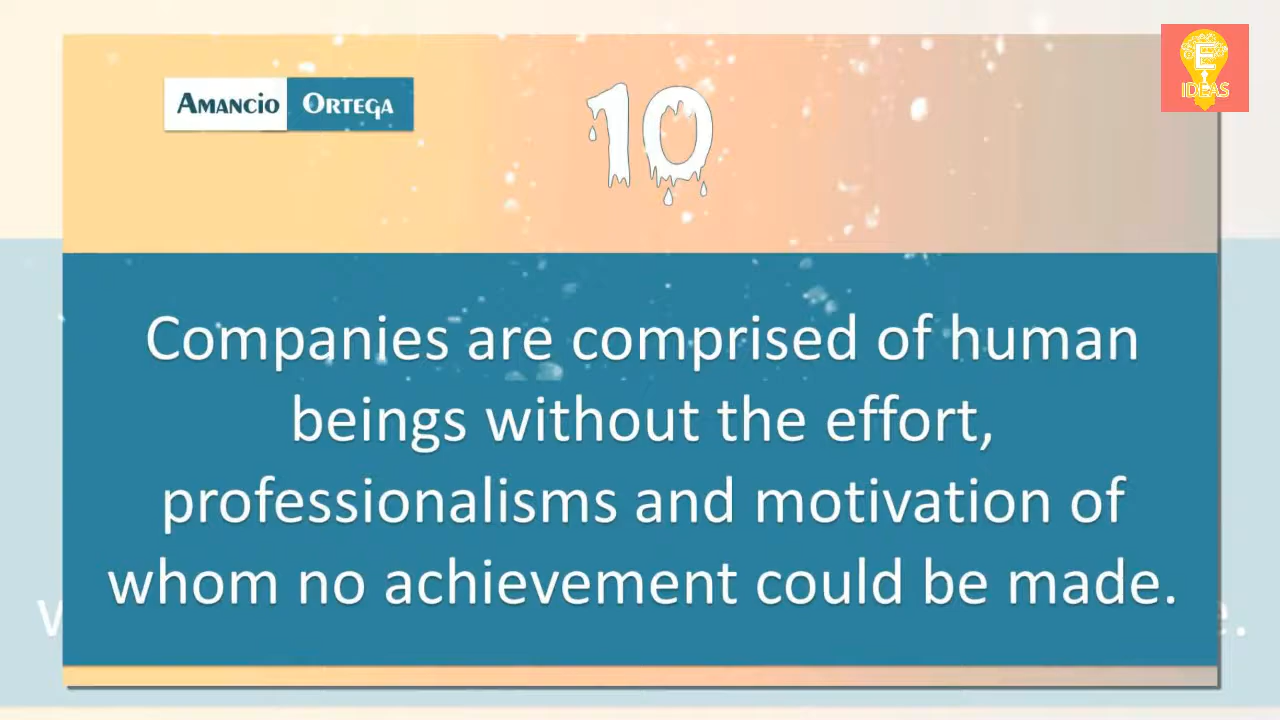 AMANCIO ORTEGA
10
E
IDEAS
Companies are comprised of human
beings without the effort,
professionalisms and motivation of
whom no achievement could be made.